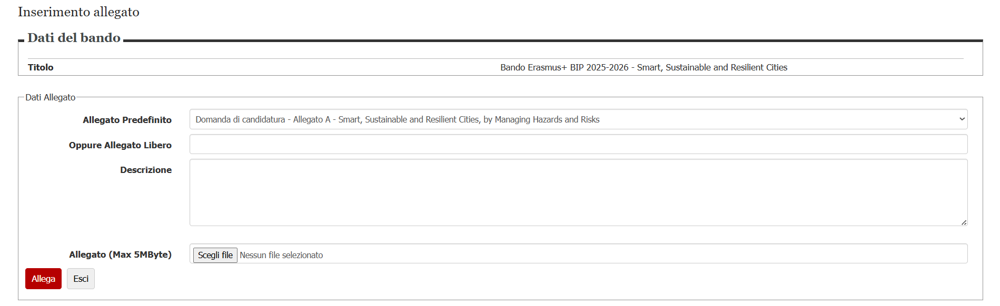 Inserimento allegato
Dati del bando
Titolo Bando Erasmus+ BIP 2025-2026 - Smart, Sustainable and Resilient Cities
Dati Allegato
Allegato Predefinito Domanda di candidatura - Allegato A - Smart, Sustainable and Resilient Cities, by Managing Hazards and Risks
Oppure Allegato Libero
Descrizione
Allegato (Max 5MByte) Scegli file Nessun file selezionato
Allega Esci